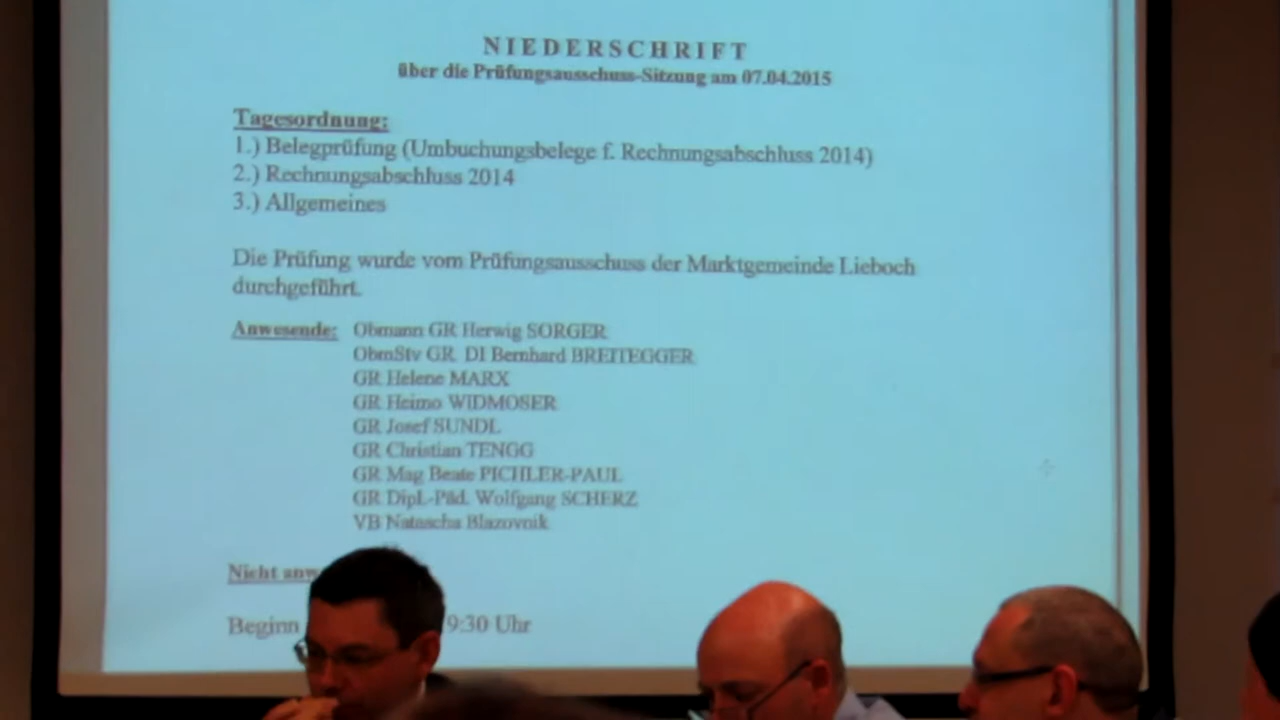 NIEDERSCHRIFT
über die Prüfungsausschuss-Sitzung am 07.04.2015
Tagesordnung:
1.) Belegprüfung (Umbuchungsbelege f. Rechnungsabschluss 2014)
2.) Rechnungsabschluss 2014
3.) Allgemeines
Die Prüfung wurde vom Prüfungsausschuss der Marktgemeinde Lieboch
durchgeführt.
Anwesende: Obmann GR Herwig SORGER
ObmStv GR DI Bernhard BREITEGGER
GR Helene MARX
GR Heimo WIDMOSER
GR Josef SUNDL
GR Christian TENGG
GR Mag Beate PICHLER-PAUL
GR Dipl.-Päd. Wolfgang SCHERZ
VB Natascha Blazovnik
Nicht
Beginn 9:30 Uhr